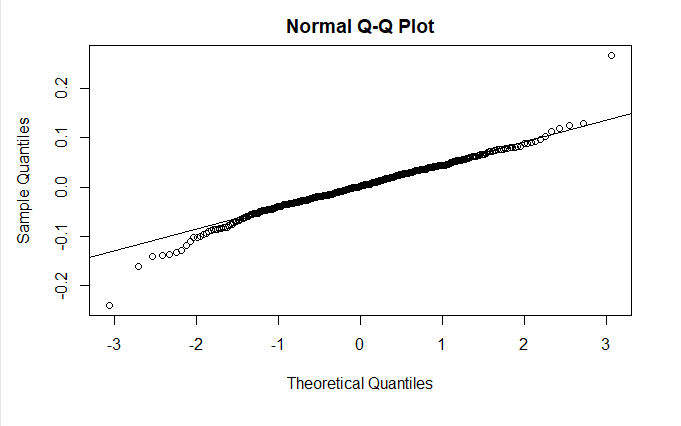 Normal Q-Q Plot
Sample Quantiles
0.2
0.1
0.0
-0.1
-0.2
-3 -2 -1 0 1 2 3
Theoretical Quantiles